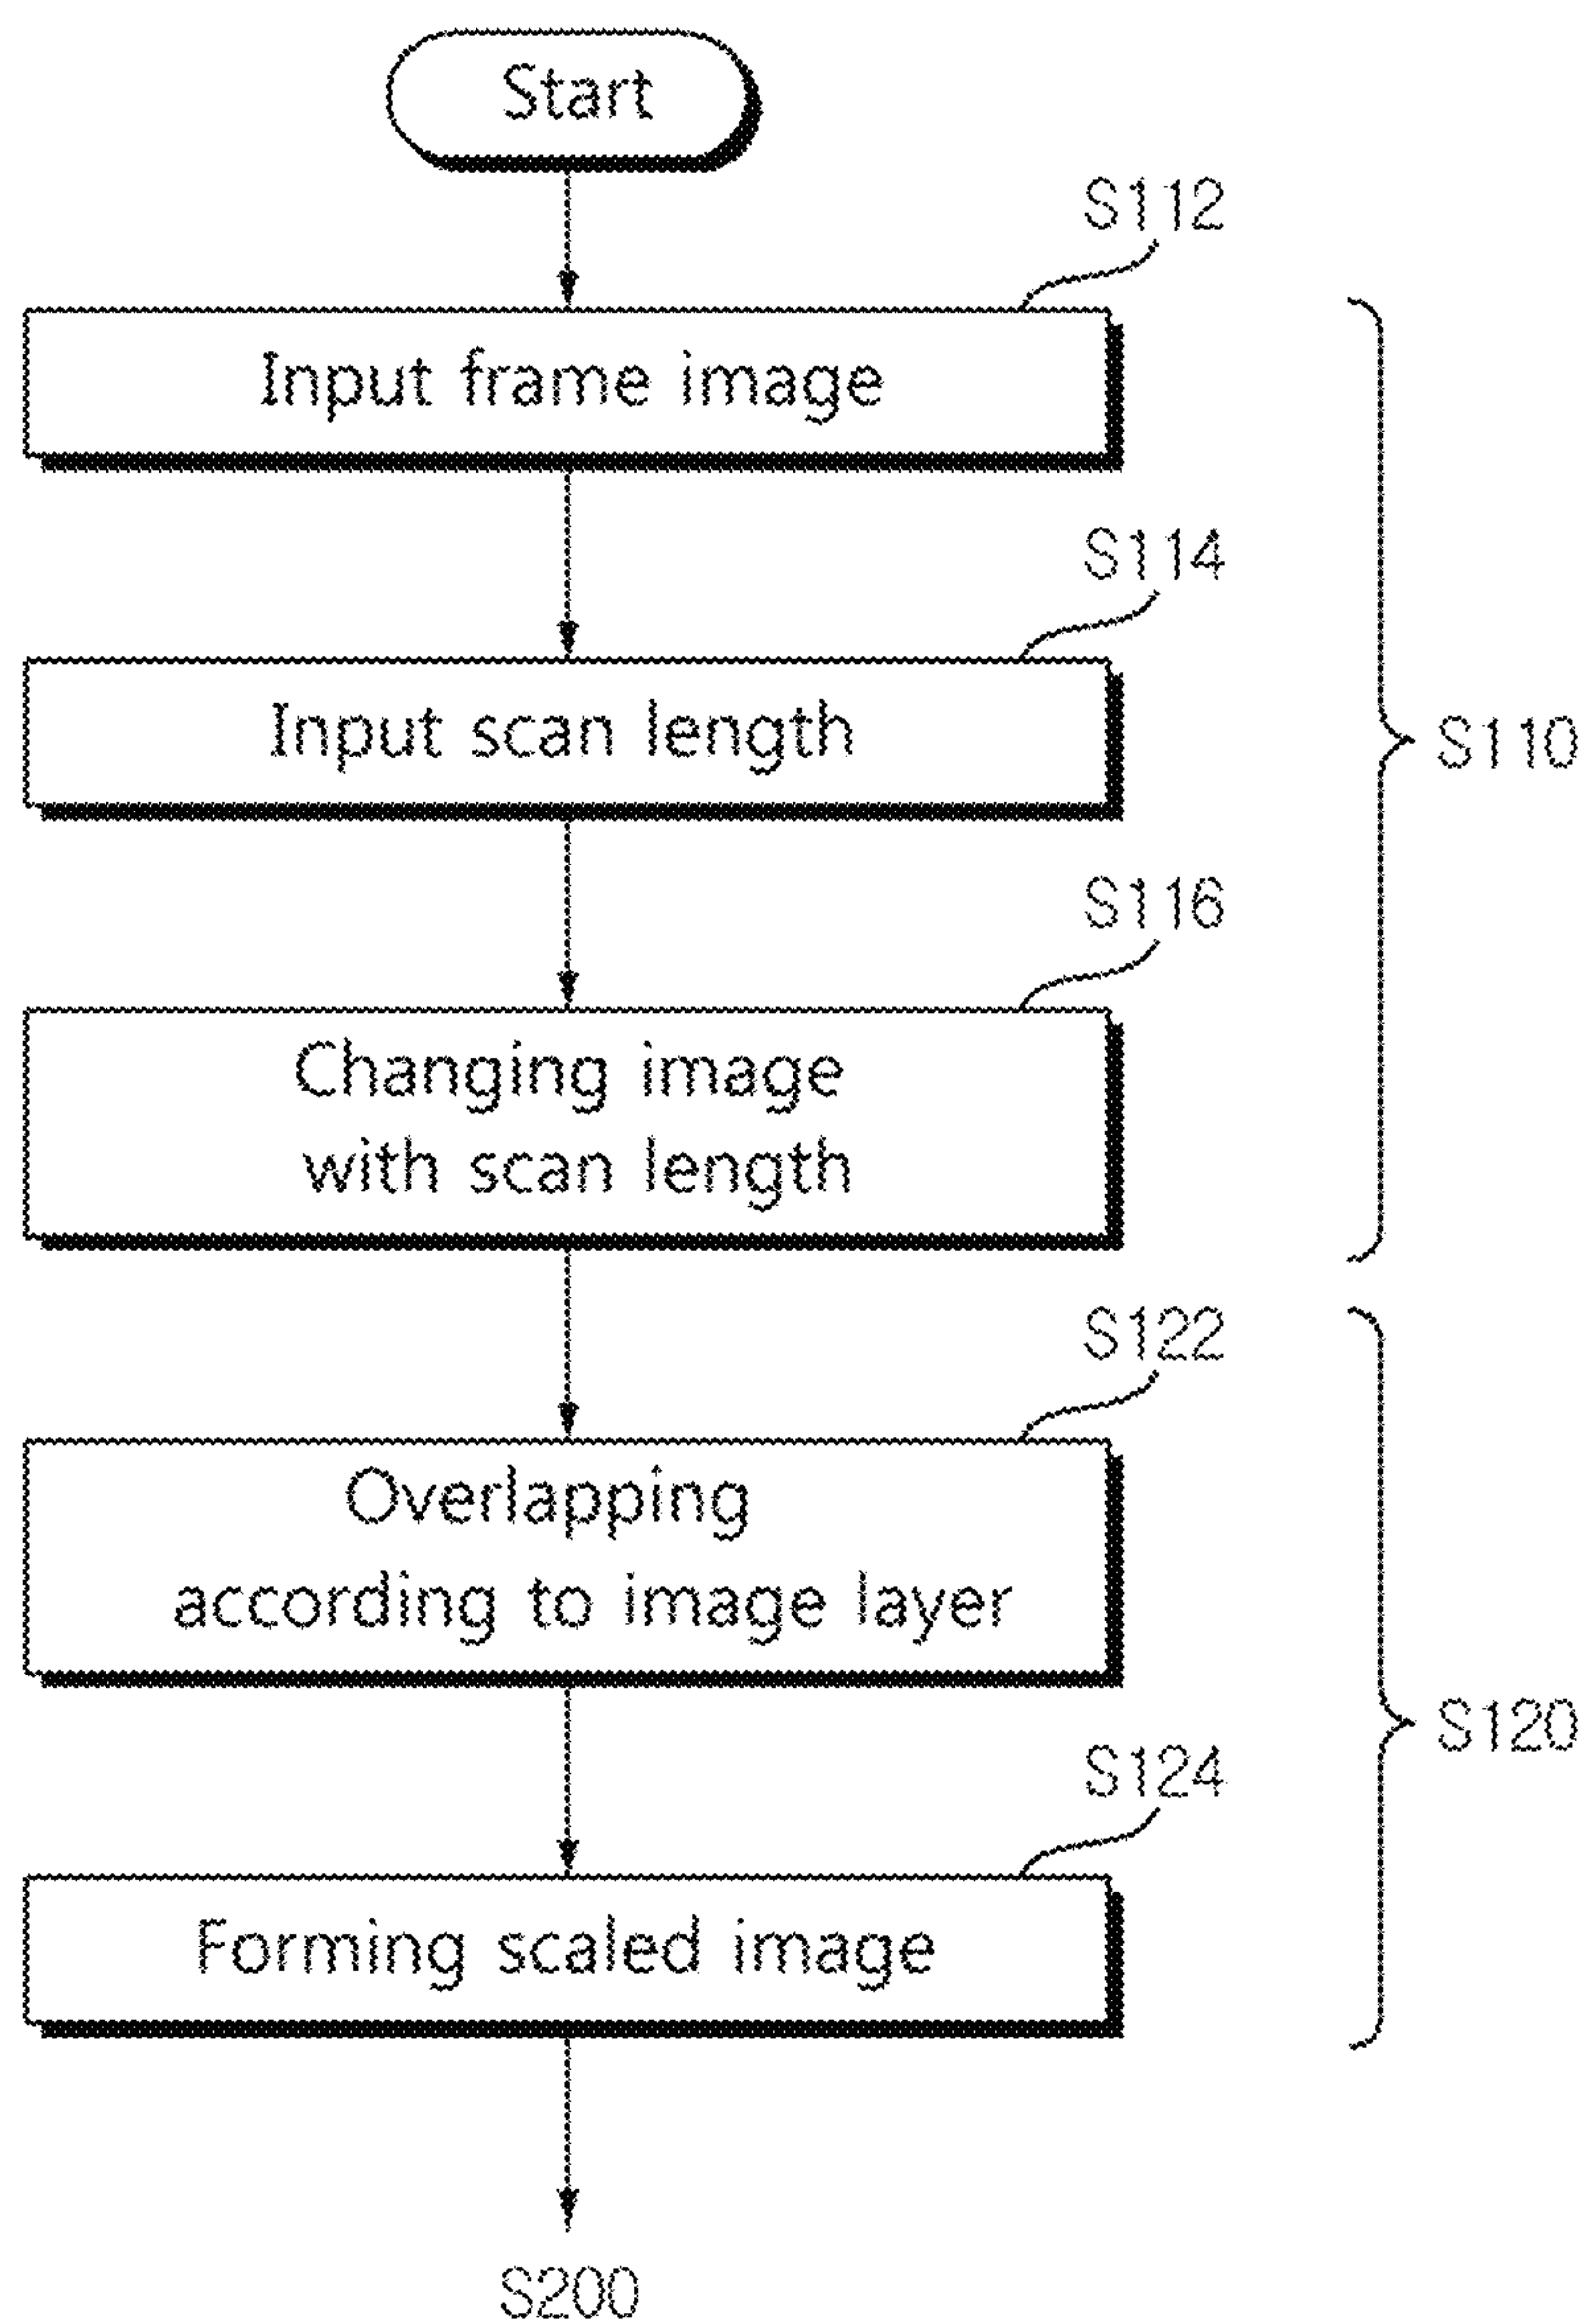 Start
S112
Input frame image
S114
Input scan length
S110
S116
Changing image
with scan length
S122
Overlapping
according to image layer
S120
S124
Forming scaled image
S200